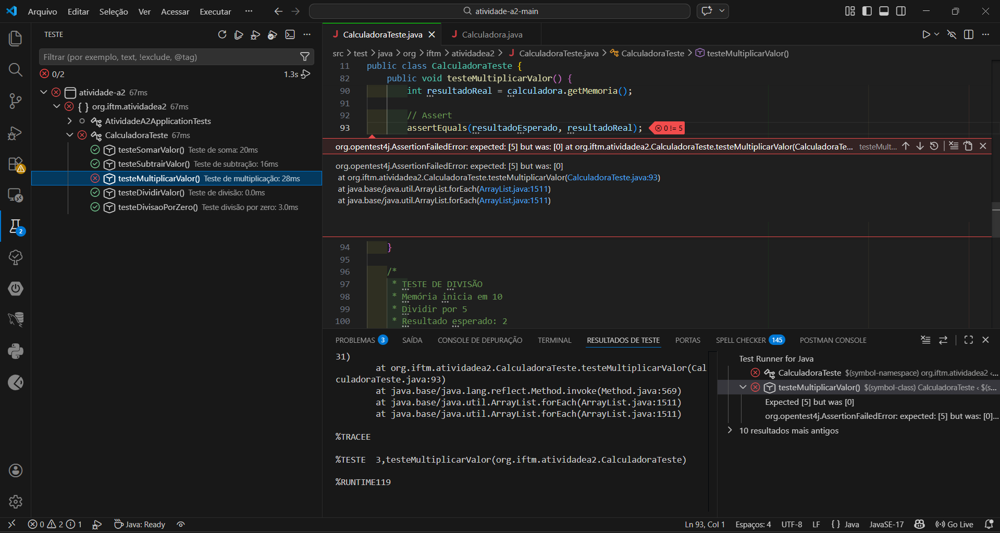 Arquivo Editar Seleção Ver Acessar Executar ··· atividade-a2-main
TESTE
Filtrar (por exemplo, text, !exclude, @tag)
0/2 1.3s
atividade-a2 67ms
{ } org.iftm.atividadea2 67ms
AtividadeA2ApplicationTests
CalculadoraTeste 67ms
testeSomarValor() Teste de soma: 20ms
testeSubtrairValor() Teste de subtração: 16ms
testeMultiplicarValor() Teste de multiplicação: 28ms
testeDividirValor() Teste de divisão: 0.0ms
testeDivisaoPorZero() Teste divisão por zero: 3.0ms
2
J CalculadoraTeste.java J Calculadora.java
src > test > java > org > iftm > atividadea2 > J CalculadoraTeste.java > CalculadoraTeste > testeMultiplicarValor()
11 public class CalculadoraTeste {
82 public void testeMultiplicarValor() {
90 int resultadoReal = calculadora.getMemoria();
91
92 // Assert
93 assertEquals(resultadoEsperado, resultadoReal); 0 != 5
org.opentest4j.AssertionFailedError: expected: [5] but was: [0] at org.iftm.atividadea2.CalculadoraTeste.testeMultiplicarValor(CalculadoraTe... testeMult...
org.opentest4j.AssertionFailedError: expected: [5] but was: [0]
at org.iftm.atividadea2.CalculadoraTeste.testeMultiplicarValor(CalculadoraTeste.java:93)
at java.base/java.util.ArrayList.forEach(ArrayList.java:1511)
at java.base/java.util.ArrayList.forEach(ArrayList.java:1511)
94 }
95
96 /*
97 * TESTE DE DIVISÃO
98 * Memória inicia em 10
99 * Dividir por 5
100 * Resultado esperado: 2
PROBLEMAS 3 SAÍDA CONSOLE DE DEPURAÇÃO TERMINAL RESULTADOS DE TESTE PORTAS SPELL CHECKER 145 POSTMAN CONSOLE
31)
at org.iftm.atividadea2.CalculadoraTeste.testeMultiplicarValor(Cal
culadoraTeste.java:93)
at java.base/java.lang.reflect.Method.invoke(Method.java:569)
at java.base/java.util.ArrayList.forEach(ArrayList.java:1511)
at java.base/java.util.ArrayList.forEach(ArrayList.java:1511)
%TRACEE
%TESTE 3,testeMultiplicarValor(org.iftm.atividadea2.CalculadoraTeste)
%RUNTIME119
Test Runner for Java
CalculadoraTeste $(symbol-namespace) org.iftm.atividadea2 ‹...
testeMultiplicarValor() $(symbol-class) CalculadoraTeste ‹ $(s...
Expected [5] but was [0]
org.opentest4j.AssertionFailedError: expected: [5] but was: [0]...
10 resultados mais antigos
0 2 1 Java: Ready Ln 93, Col 1 Espaços: 4 UTF-8 LF { } Java JavaSE-17 Go Live